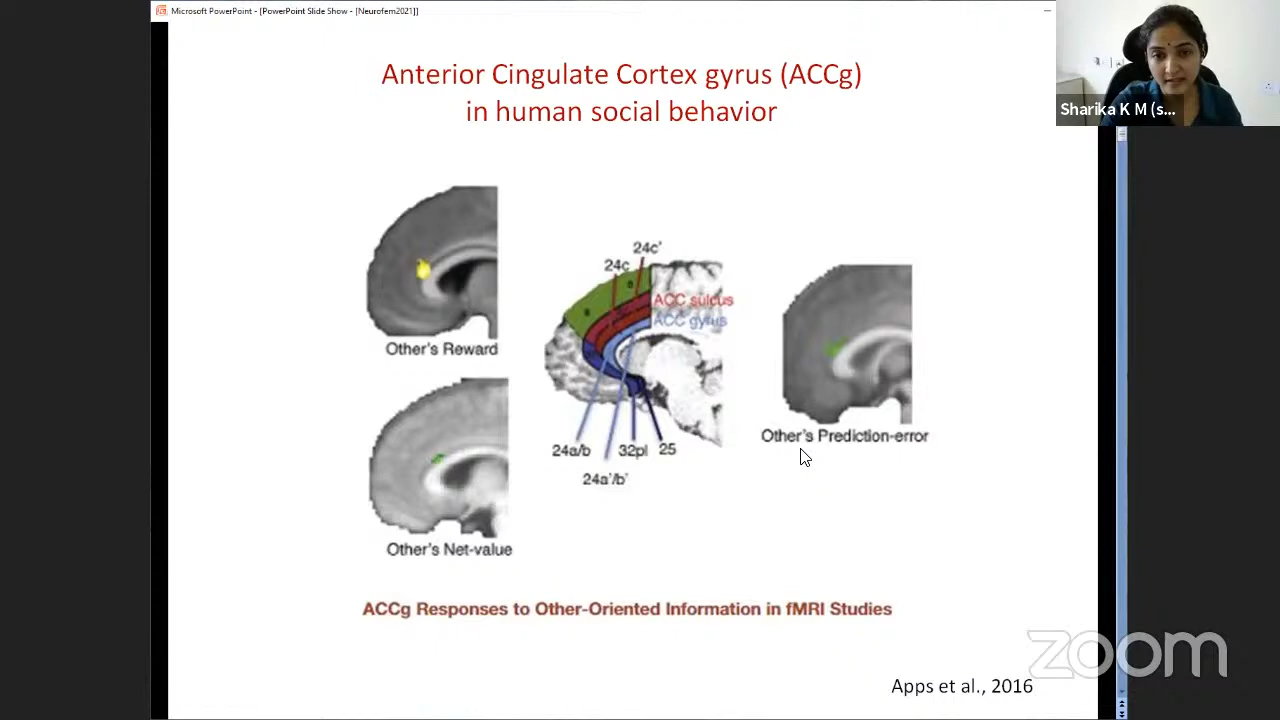 Microsoft PowerPoint - [PowerPoint Slide Show - [Neurofem2021]]
Anterior Cingulate Cortex gyrus (ACCg)
in human social behavior
Sharika K M (s...
24c'
24c
ACC sulcus
ACC gyrus
Other's Reward
24a/b
32pl
25
24a'/b'
Other's Prediction-error
Other's Net-value
ACCg Responses to Other-Oriented Information in fMRI Studies
zoom
Apps et al., 2016